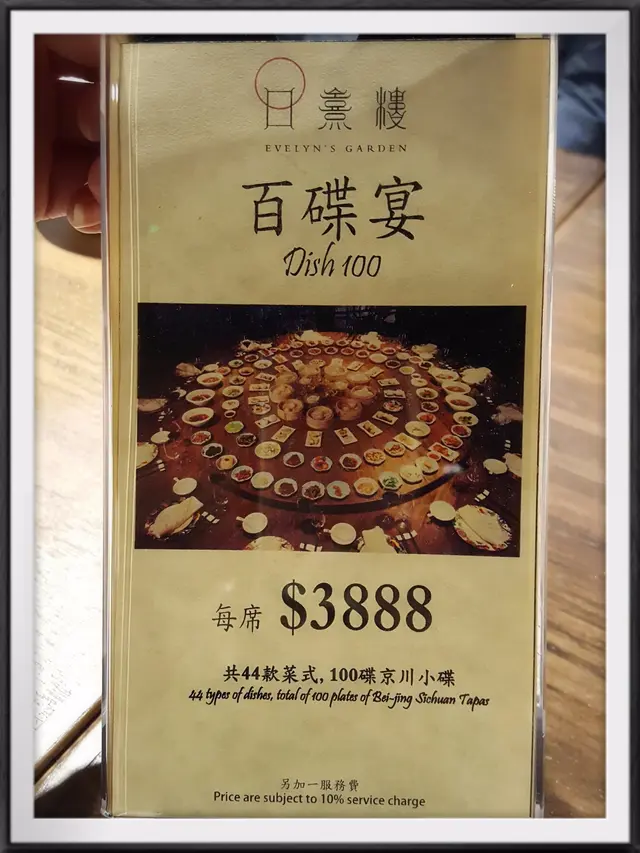 日熹樓
EVELYN'S GARDEN
百碟宴
Dish 100
每席 $3888
共44款菜式, 100碟京川小碟
44 types of dishes, total of 100 plates of Bei-jing Sichuan Tapas
另加一服務費
Price are subject to 10% service charge